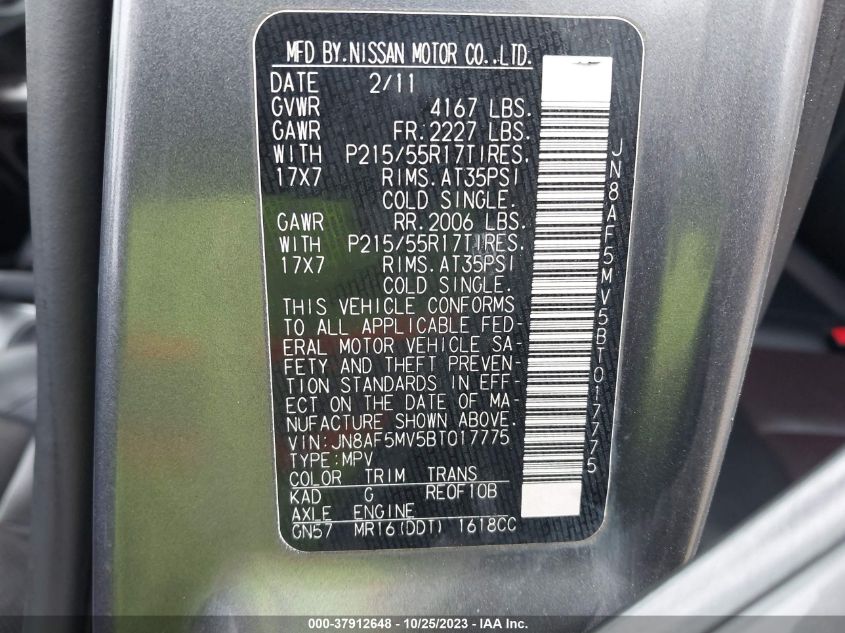 MFD BY.NISSAN MOTOR CO.,LTD.
DATE 2/11
GVWR 4167 LBS.
GAWR FR.2227 LBS.
WITH P215/55R17TIRES.
17X7 RIMS.AT35PSI
COLD SINGLE.
GAWR RR.2006 LBS.
WITH P215/55R17TIRES.
17X7 RIMS.AT35PSI
COLD SINGLE.
THIS VEHICLE CONFORMS
TO ALL APPLICABLE FED-
ERAL MOTOR VEHICLE SA-
FETY AND THEFT PREVEN-
TION STANDARDS IN EFF-
ECT ON THE DATE OF MA-
NUFACTURE SHOWN ABOVE.
VIN:JN8AF5MV5BT017775
TYPE:MPV
COLOR TRIM TRANS
KAD G RE0F10B
AXLE ENGINE
GN57 MR16(DDT) 1618CC
JN8AF5MV5BT017775
000-37912648 - 10/25/2023 - IAA Inc.